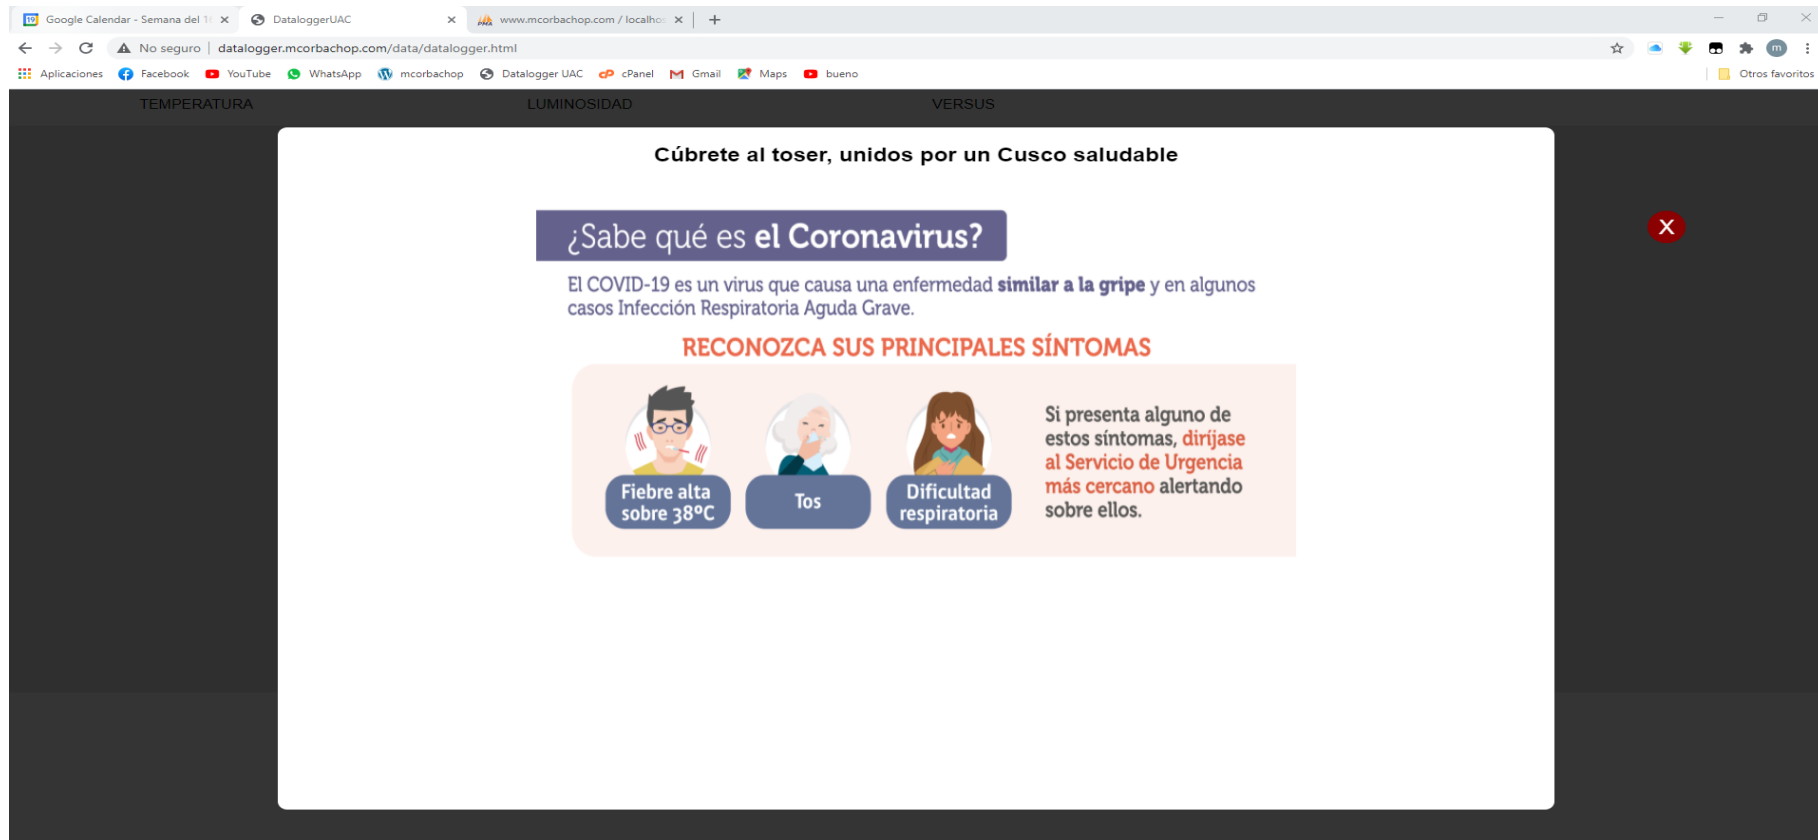 Google Calendar - Semana del 1
DataloggerUAC
www.mcorbachop.com / localhos
No seguro | datalogger.mcorbachop.com/data/datalogger.html
m
Aplicaciones Facebook YouTube WhatsApp mcorbachop Datalogger UAC cPanel Gmail Maps bueno Otros favoritos
TEMPERATURA LUMINOSIDAD VERSUS
Cúbrete al toser, unidos por un Cusco saludable
X
¿Sabe qué es el Coronavirus?
El COVID-19 es un virus que causa una enfermedad similar a la gripe y en algunos
casos Infección Respiratoria Aguda Grave.
RECONOZCA SUS PRINCIPALES SÍNTOMAS
Fiebre alta
sobre 38ºC
Tos
Dificultad
respiratoria
Si presenta alguno de
estos síntomas, diríjase
al Servicio de Urgencia
más cercano alertando
sobre ellos.